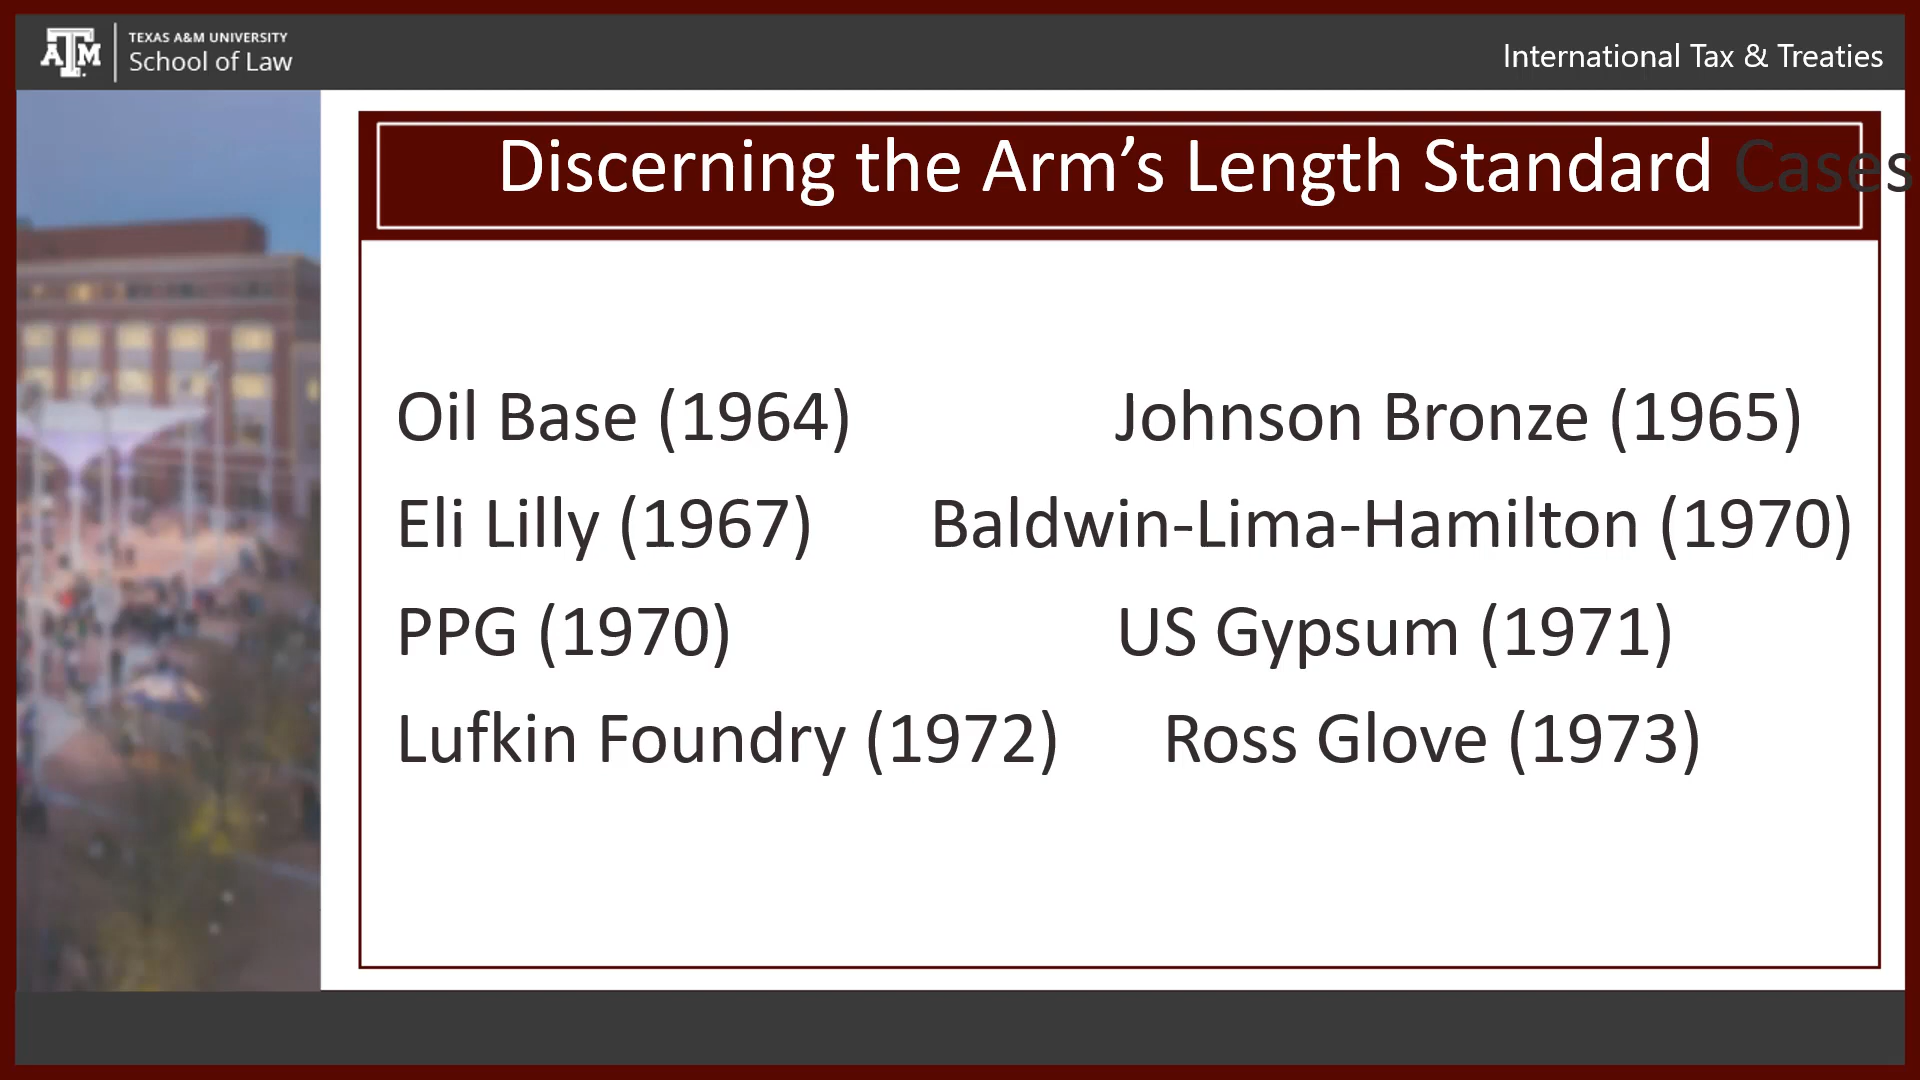 TEXAS A&M UNIVERSITY
School of Law
International Tax & Treaties
Discerning the Arm’s Length Standard Cases
Oil Base (1964) Johnson Bronze (1965)
Eli Lilly (1967) Baldwin-Lima-Hamilton (1970)
PPG (1970) US Gypsum (1971)
Lufkin Foundry (1972) Ross Glove (1973)